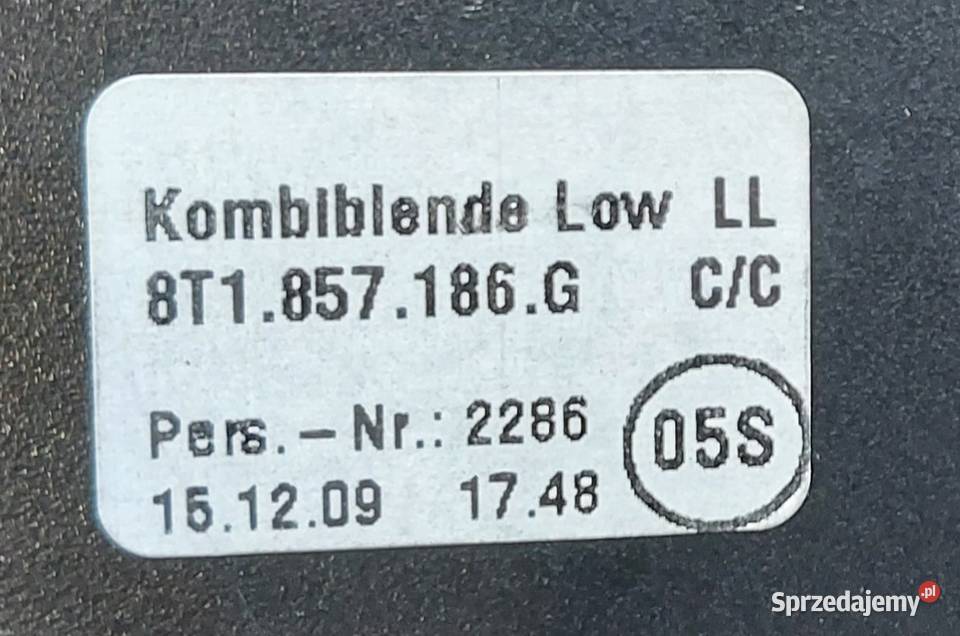 Kombiblende Low LL
8T1.857.186.G C/C
Pers.-Nr.: 2286
15.12.09 17.48
05S
Sprzedajemy.pl